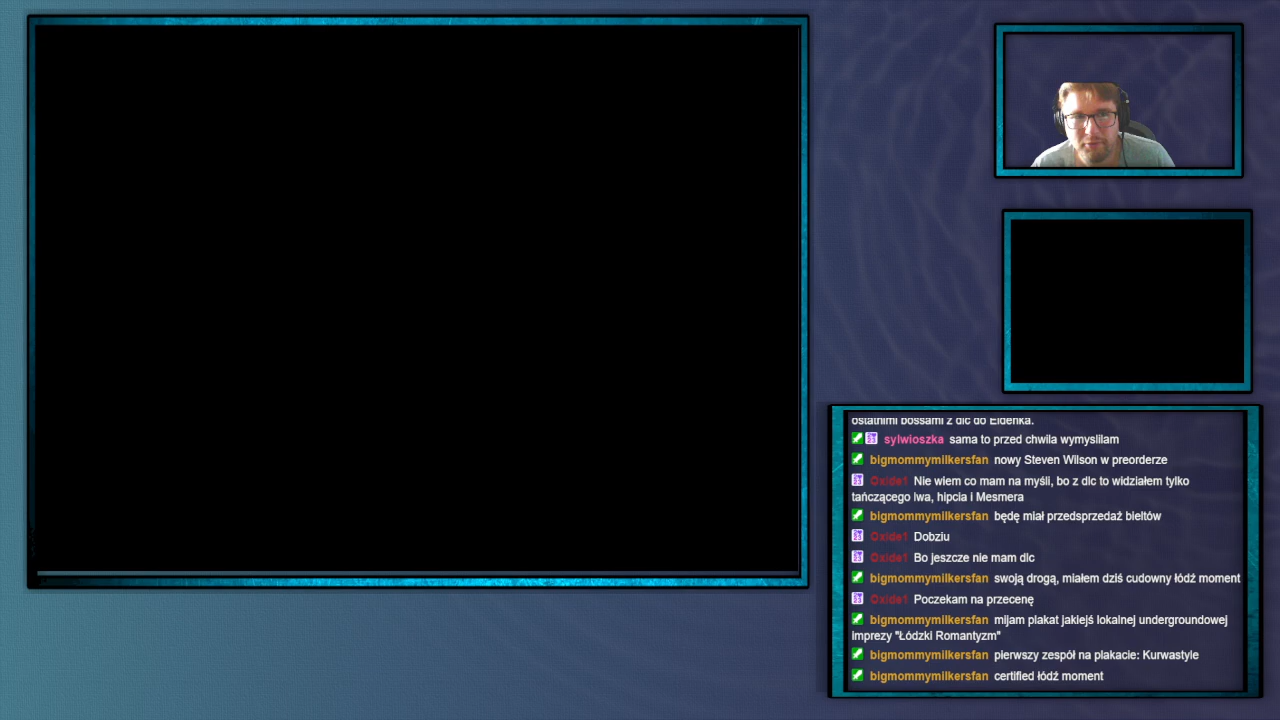 ostatnimi bossami z dlc do Eldenka.
sylwioszka sama to przed chwila wymyslilam
bigmommymilkersfan nowy Steven Wilson w preorderze
Oxide1 Nie wiem co mam na myśli, bo z dlc to widziałem tylko
tańczącego lwa, hipcia i Mesmera
bigmommymilkersfan będę miał przedsprzedaż bieltów
Oxide1 Dobziu
Oxide1 Bo jeszcze nie mam dlc
bigmommymilkersfan swoją drogą, miałem dziś cudowny łódź moment
Oxide1 Poczekam na przecenę
bigmommymilkersfan mijam plakat jakiejś lokalnej undergroundowej
imprezy "Łódzki Romantyzm"
bigmommymilkersfan pierwszy zespół na plakacie: Kurwastyle
bigmommymilkersfan certified łódź moment